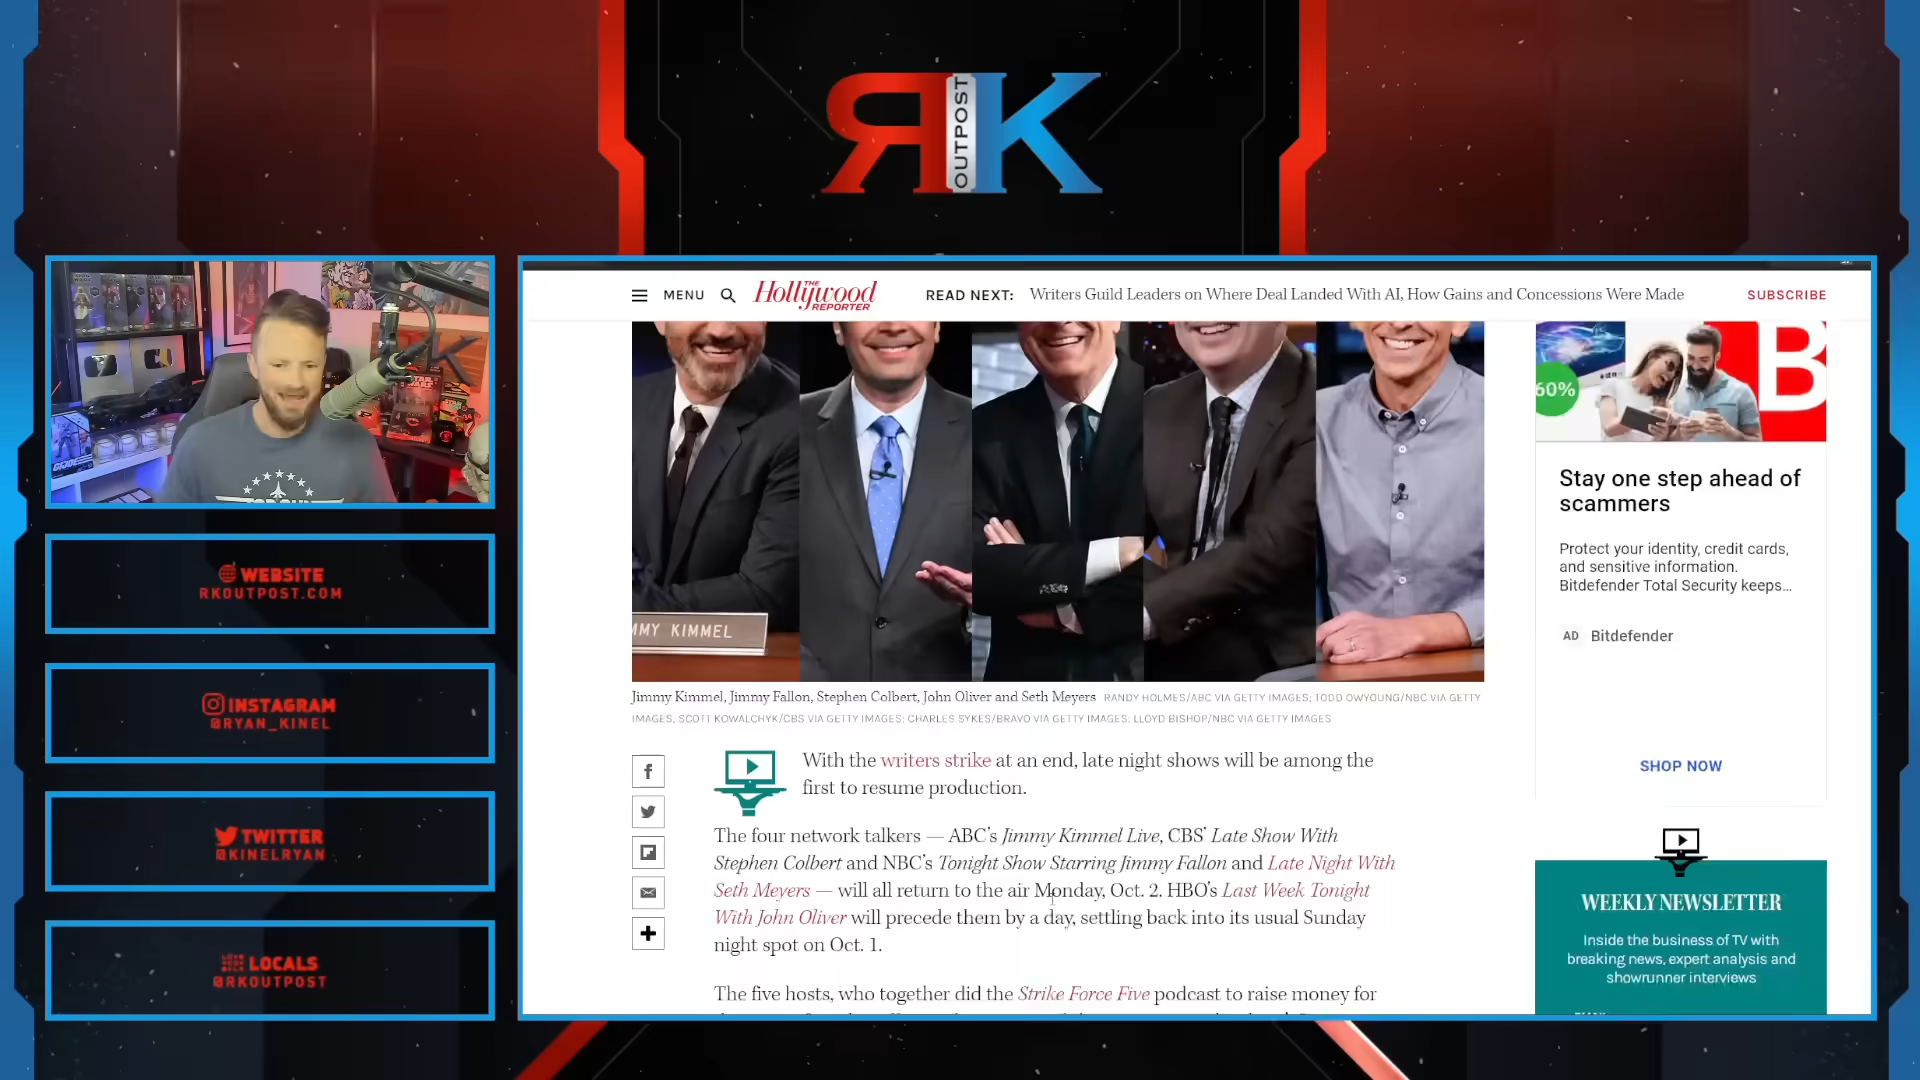 RK
OUTPOST
MENU
THE
Hollywood
REPORTER
READ NEXT: Writers Guild Leaders on Where Deal Landed With AI, How Gains and Concessions Were Made
SUBSCRIBE
MMY KIMMEL
Jimmy Kimmel, Jimmy Fallon, Stephen Colbert, John Oliver and Seth Meyers RANDY HOLMES/ABC VIA GETTY IMAGES; TODD OWYOUNG/NBC VIA GETTY
IMAGES, SCOTT KOWALCHYK/CBS VIA GETTY IMAGES; CHARLES SYKES/BRAVO VIA GETTY IMAGES; LLOYD BISHOP/NBC VIA GETTY IMAGES
With the writers strike at an end, late night shows will be among the
first to resume production.
The four network talkers — ABC's Jimmy Kimmel Live, CBS' Late Show With
Stephen Colbert and NBC's Tonight Show Starring Jimmy Fallon and Late Night With
Seth Meyers — will all return to the air Monday, Oct. 2. HBO's Last Week Tonight
With John Oliver will precede them by a day, settling back into its usual Sunday
night spot on Oct. 1.
The five hosts, who together did the Strike Force Five podcast to raise money for
60%
B
Stay one step ahead of
scammers
Protect your identity, credit cards,
and sensitive information.
Bitdefender Total Security keeps...
AD Bitdefender
SHOP NOW
WEEKLY NEWSLETTER
Inside the business of TV with
breaking news, expert analysis and
showrunner interviews
WEBSITE
RKOUTPOST.COM
INSTAGRAM
@RYAN_KINEL
TWITTER
@KINELRYAN
LOCALS
@RKOUTPOST